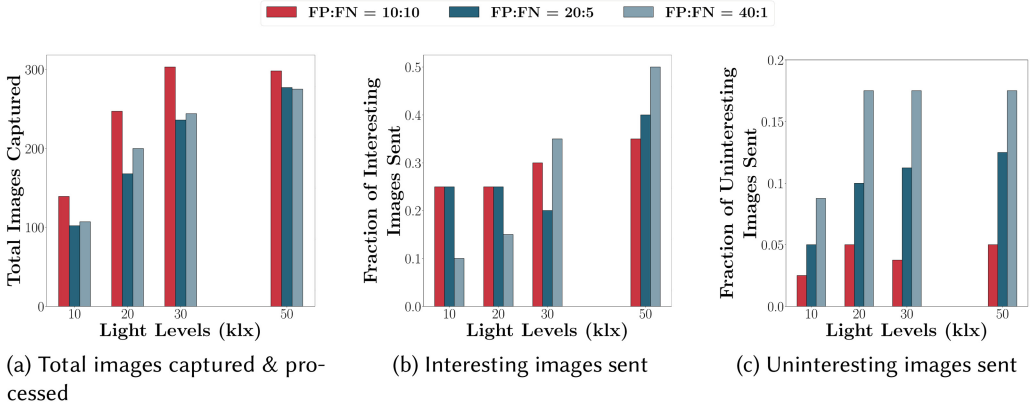 FP:FN = 10:10 FP:FN = 20:5 FP:FN = 40:1
Total Images Captured
300
200
100
0
10 20 30 50
Light Levels (klx)
(a) Total images captured & pro-
cessed
Fraction of Interesting
Images Sent
0.5
0.4
0.3
0.2
0.1
0.0
10 20 30 50
Light Levels (klx)
(b) Interesting images sent
Fraction of Uninteresting
Images Sent
0.2
0.15
0.1
0.05
0.0
10 20 30 50
Light Levels (klx)
(c) Uninteresting images sent